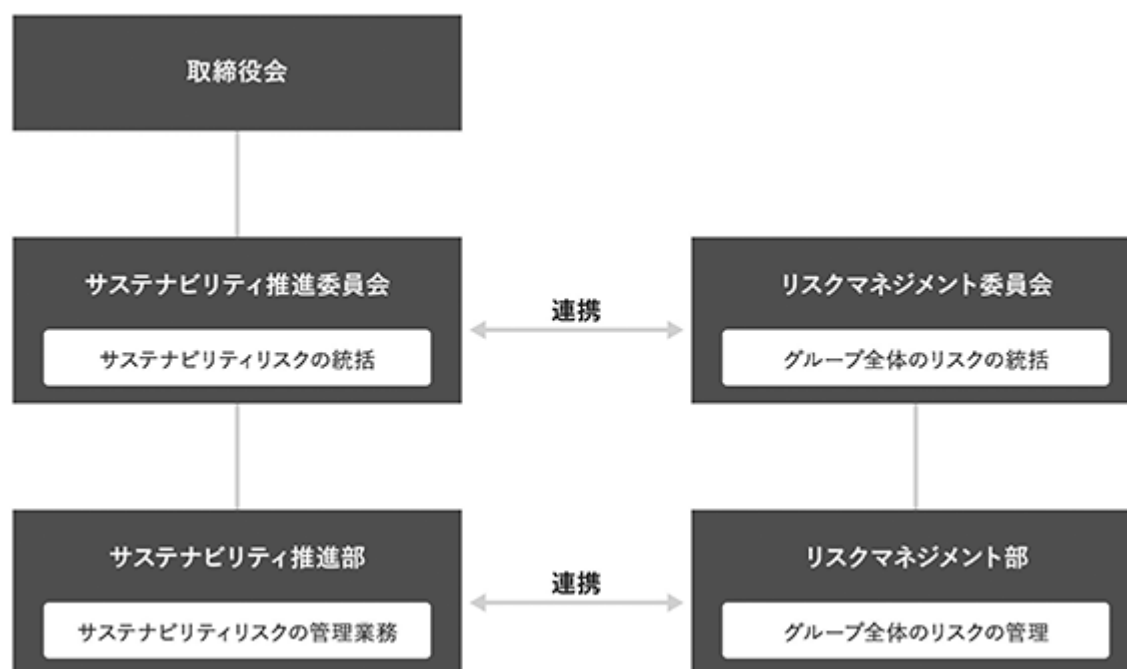 取締役会
サステナビリティ推進委員会
サステナビリティリスクの統括
連携
リスクマネジメント委員会
グループ全体のリスクの統括
サステナビリティ推進部
サステナビリティリスクの管理業務
連携
リスクマネジメント部
グループ全体のリスクの管理